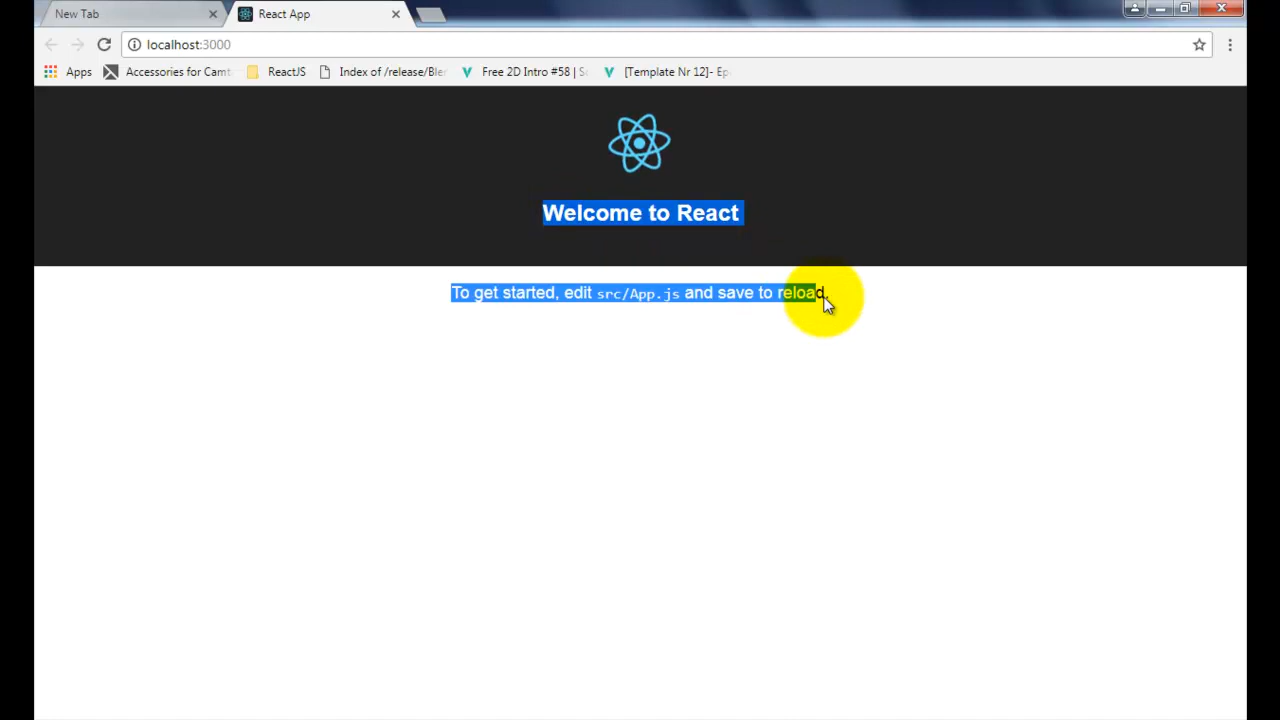 New Tab
React App
localhost:3000
Apps
Accessories for Camt
ReactJS
Index of /release/Ble
Free 2D Intro #58 | S
[Template Nr 12]- Ep
Welcome to React
To get started, edit src/App.js and save to reload.